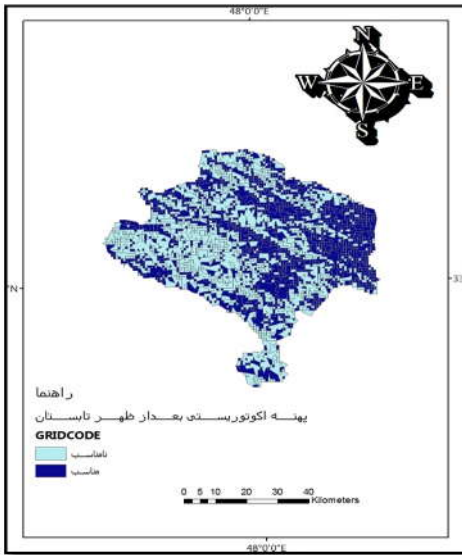 48°0'0"E
N
W E
S
°N
33
راهنما
پهنه اکوتوریستی بعداز ظهر تابستان
GRIDCODE
نامناسب
مناسب
0 5 10 20 30 40
Kilometers
48°0'0"E